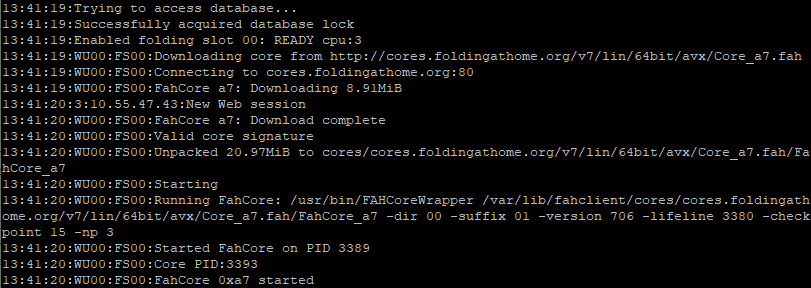 13:41:19:Trying to access database...
13:41:19:Successfully acquired database lock
13:41:19:Enabled folding slot 00: READY cpu:3
13:41:19:WU00:FS00:Downloading core from http://cores.foldingathome.org/v7/lin/64bit/avx/Core_a7.fah
13:41:19:WU00:FS00:Connecting to cores.foldingathome.org:80
13:41:19:WU00:FS00:FahCore a7: Downloading 8.91MiB
13:41:20:3:10.55.47.43:New Web session
13:41:20:WU00:FS00:FahCore a7: Download complete
13:41:20:WU00:FS00:Valid core signature
13:41:20:WU00:FS00:Unpacked 20.97MiB to cores/cores.foldingathome.org/v7/lin/64bit/avx/Core_a7.fah/Fa
hCore_a7
13:41:20:WU00:FS00:Starting
13:41:20:WU00:FS00:Running FahCore: /usr/bin/FAHCoreWrapper /var/lib/fahclient/cores/cores.foldingath
ome.org/v7/lin/64bit/avx/Core_a7.fah/FahCore_a7 -dir 00 -suffix 01 -version 706 -lifeline 3380 -check
point 15 -np 3
13:41:20:WU00:FS00:Started FahCore on PID 3389
13:41:20:WU00:FS00:Core PID:3393
13:41:20:WU00:FS00:FahCore 0xa7 started